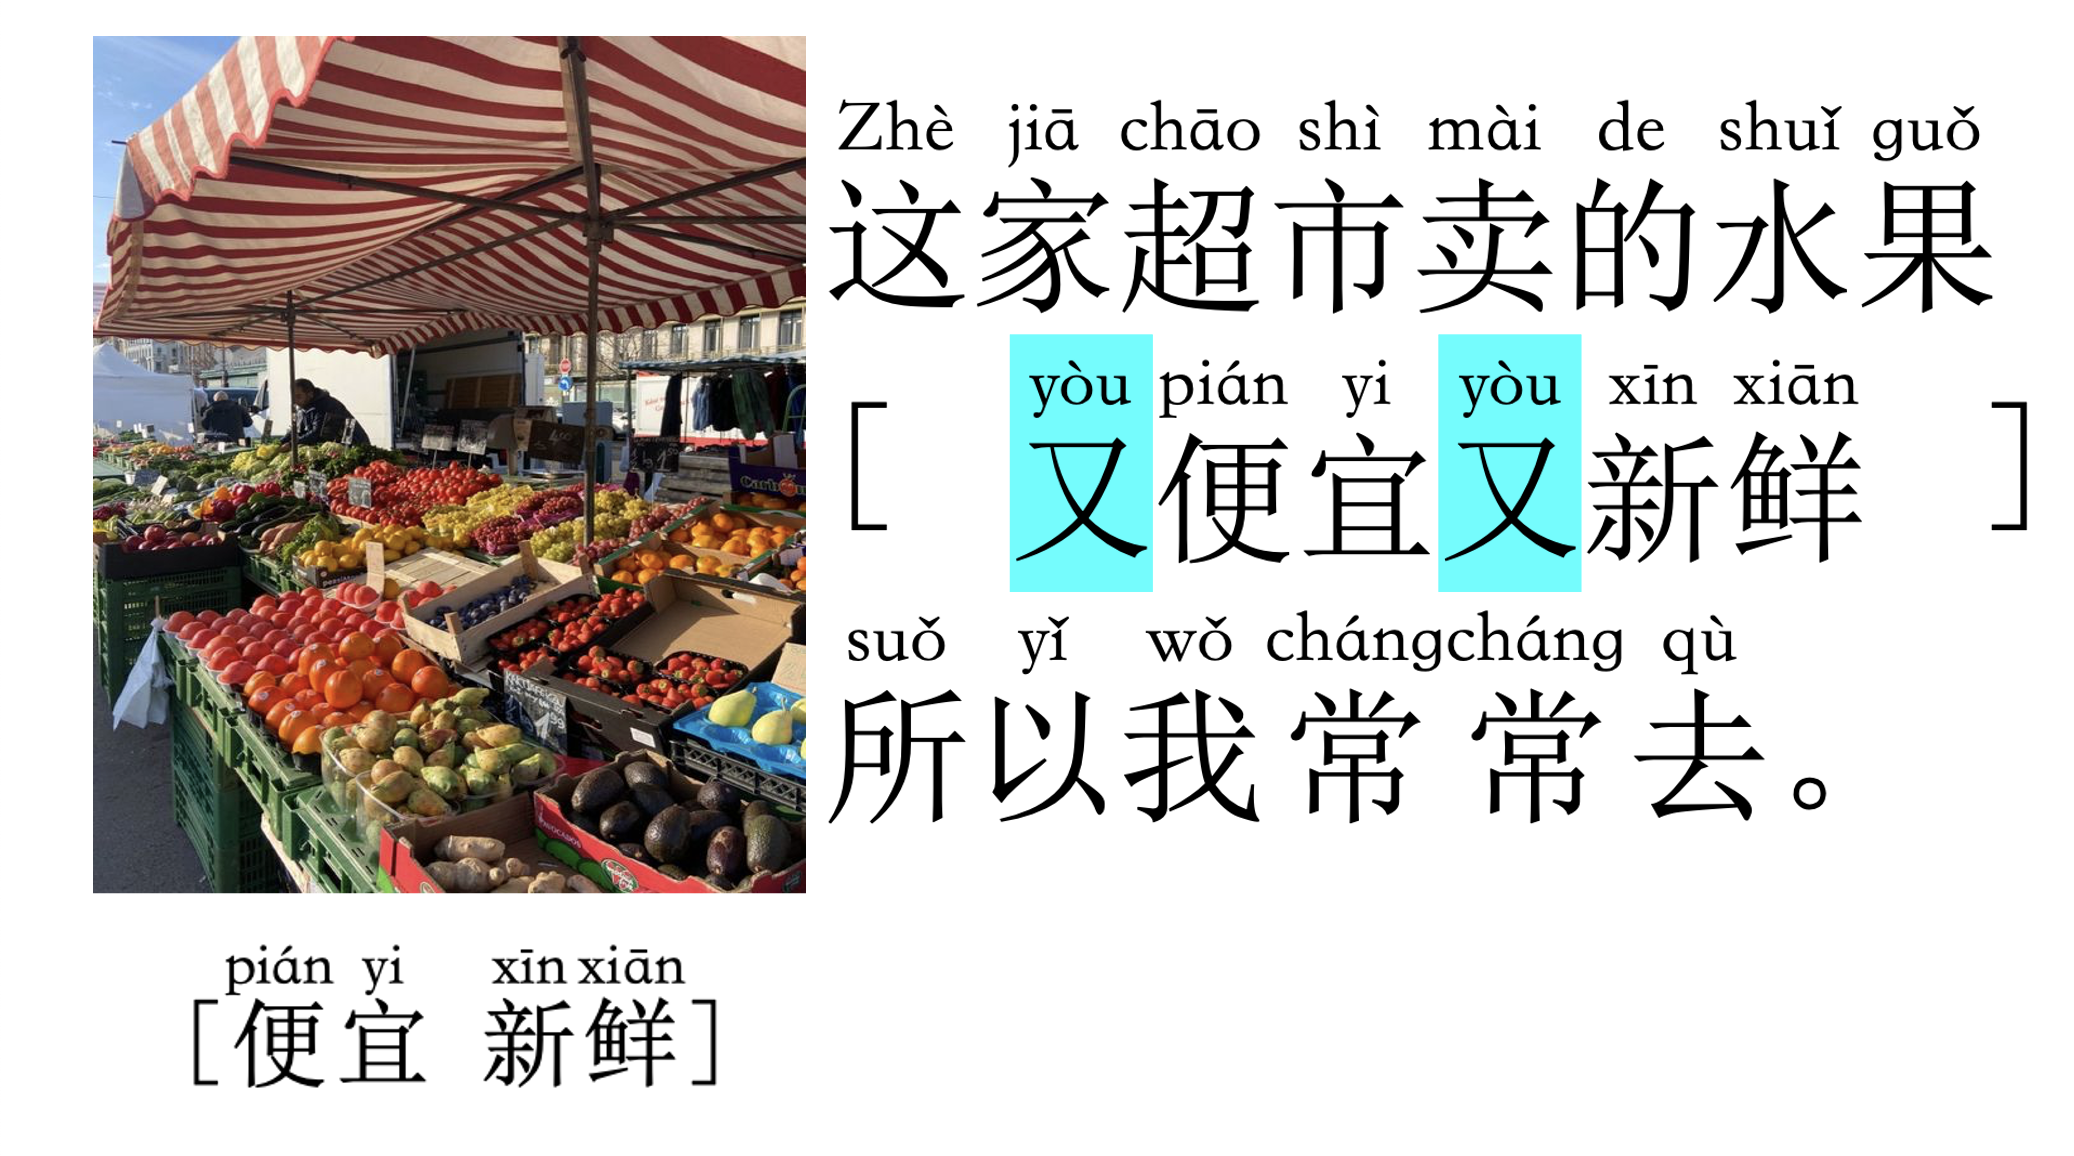 Zhè jiā chāo shì mài de shuǐ guǒ
这家超市卖的水果
yòu pián yi yòu xīn xiān
[又便宜又新鲜]
suǒ yǐ wǒ chángcháng qù
所以我常常去。
pián yi xīn xiān
[便宜 新鲜]